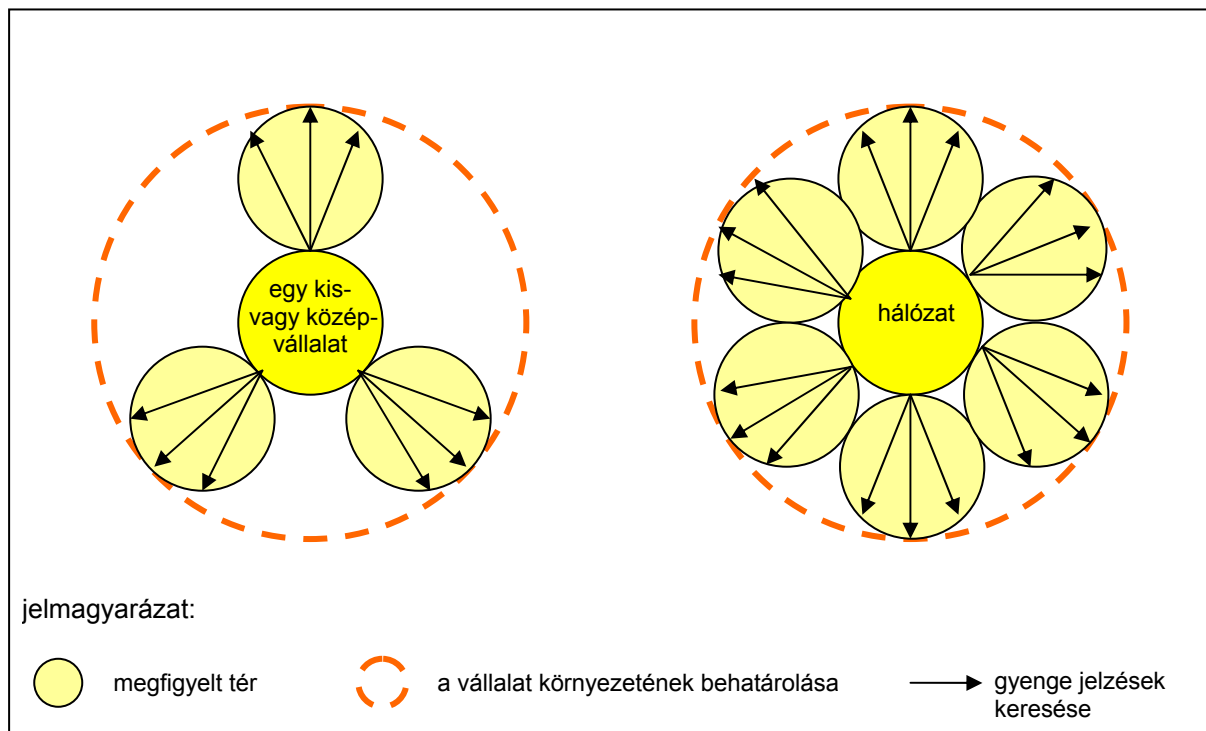 egy kis-
vagy közép-
vállalat
hálózat
jelmagyarázat:
megfigyelt tér
a vállalat környezetének behatárolása
gyenge jelzések
keresése